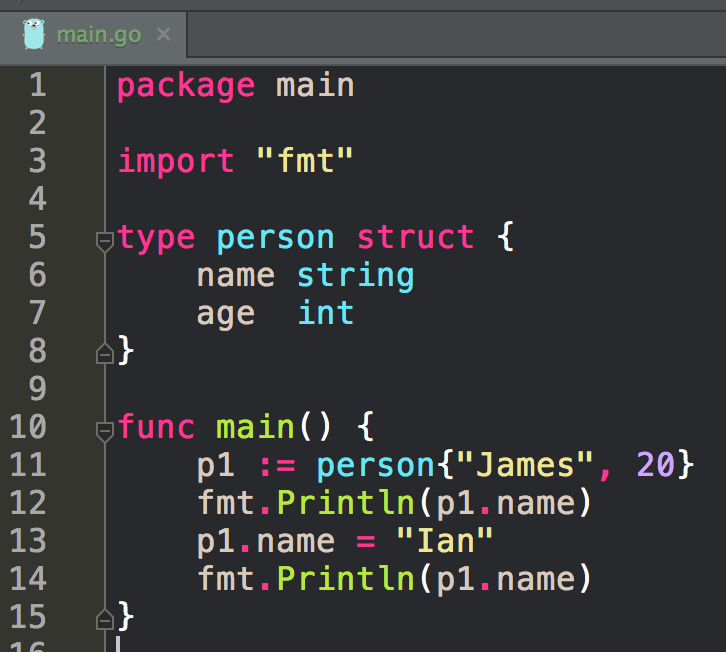 main.go ×
1 package main
2
3 import "fmt"
4
5 type person struct {
6     name string
7     age  int
8 }
9
10 func main() {
11     p1 := person{"James", 20}
12     fmt.Println(p1.name)
13     p1.name = "Ian"
14     fmt.Println(p1.name)
15 }
16